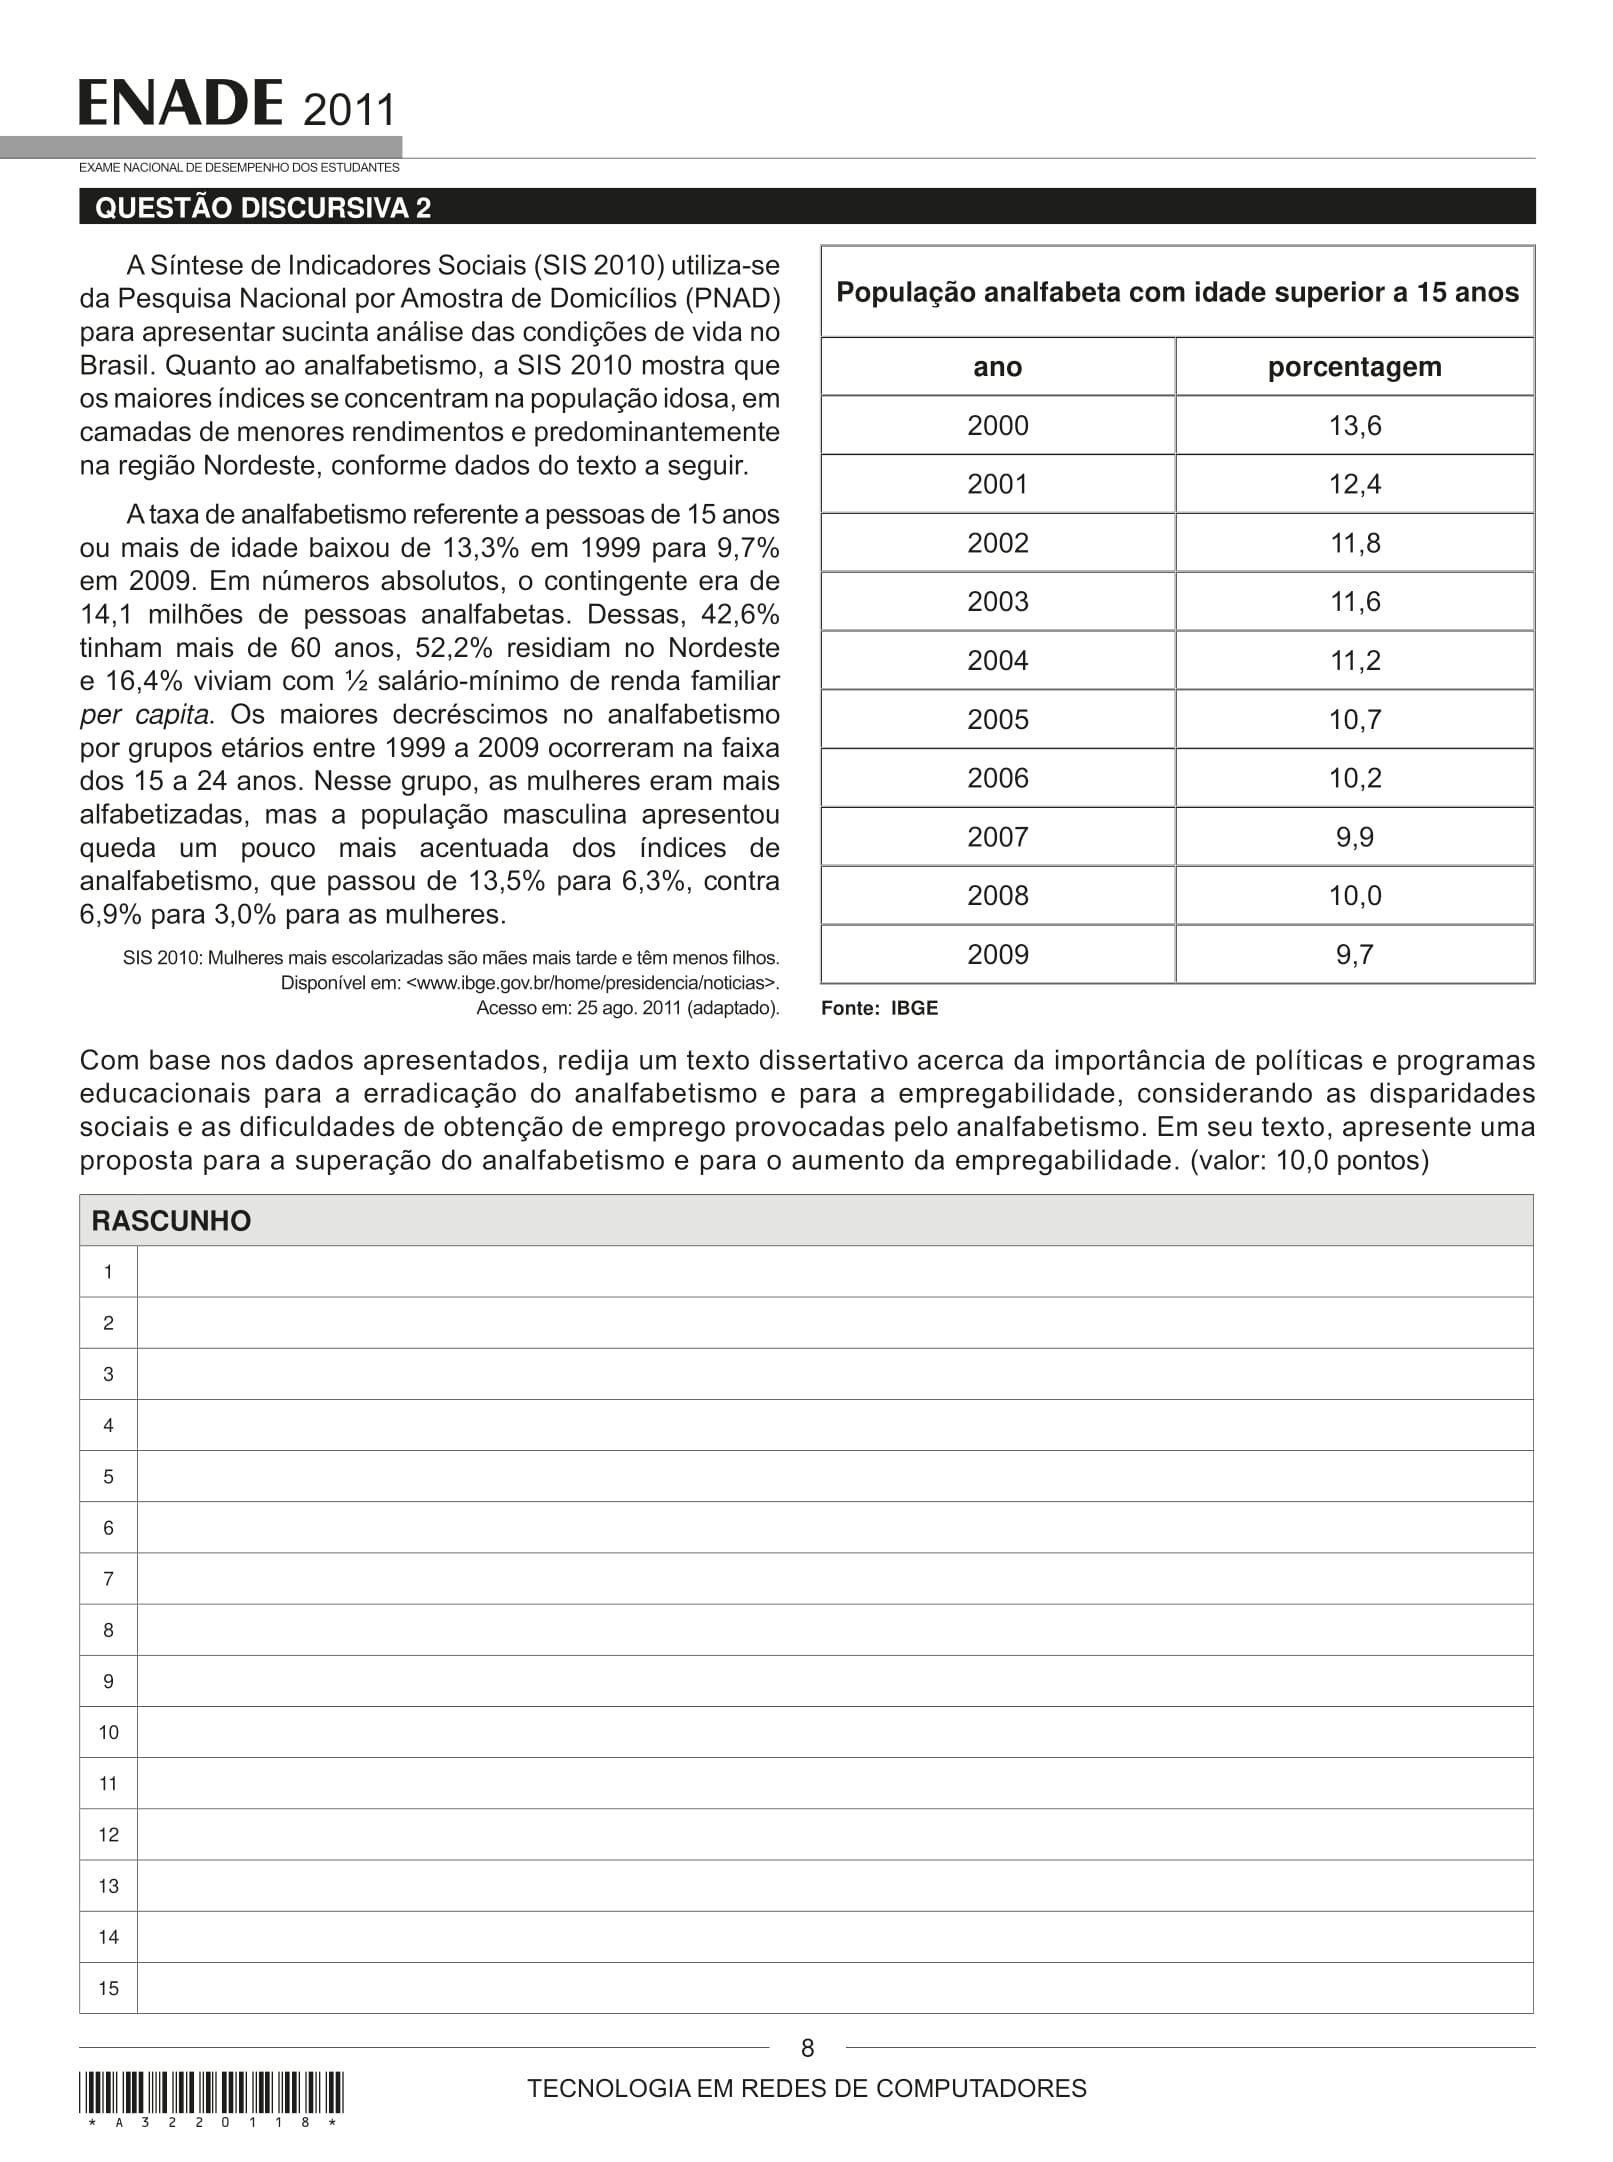 ENADE 2011
EXAME NACIONAL DE DESEMPENHO DOS ESTUDANTES
QUESTÃO DISCURSIVA 2
A Síntese de Indicadores Sociais (SIS 2010) utiliza-se
da Pesquisa Nacional por Amostra de Domicílios (PNAD)
para apresentar sucinta análise das condições de vida no
Brasil. Quanto ao analfabetismo, a SIS 2010 mostra que
os maiores índices se concentram na população idosa, em
camadas de menores rendimentos e predominantemente
na região Nordeste, conforme dados do texto a seguir.
A taxa de analfabetismo referente a pessoas de 15 anos
ou mais de idade baixou de 13,3% em 1999 para 9,7%
em 2009. Em números absolutos, o contingente era de
14,1 milhões de pessoas analfabetas. Dessas, 42,6%
tinham mais de 60 anos, 52,2% residiam no Nordeste
e 16,4% viviam com ½ salário-mínimo de renda familiar
per capita. Os maiores decréscimos no analfabetismo
por grupos etários entre 1999 a 2009 ocorreram na faixa
dos 15 a 24 anos. Nesse grupo, as mulheres eram mais
alfabetizadas, mas a população masculina apresentou
queda um pouco mais acentuada dos índices de
analfabetismo, que passou de 13,5% para 6,3%, contra
6,9% para 3,0% para as mulheres.
SIS 2010: Mulheres mais escolarizadas são mães mais tarde e têm menos filhos.
Disponível em: <www.ibge.gov.br/home/presidencia/noticias>.
Acesso em: 25 ago. 2011 (adaptado).
População analfabeta com idade superior a 15 anos
ano porcentagem
2000 13,6
2001 12,4
2002 11,8
2003 11,6
2004 11,2
2005 10,7
2006 10,2
2007 9,9
2008 10,0
2009 9,7
Fonte: IBGE
Com base nos dados apresentados, redija um texto dissertativo acerca da importância de políticas e programas
educacionais para a erradicação do analfabetismo e para a empregabilidade, considerando as disparidades
sociais e as dificuldades de obtenção de emprego provocadas pelo analfabetismo. Em seu texto, apresente uma
proposta para a superação do analfabetismo e para o aumento da empregabilidade. (valor: 10,0 pontos)
RASCUNHO
1
2
3
4
5
6
7
8
9
10
11
12
13
14
15
8
TECNOLOGIA EM REDES DE COMPUTADORES
* A 3 2 2 0 1 1 8 *